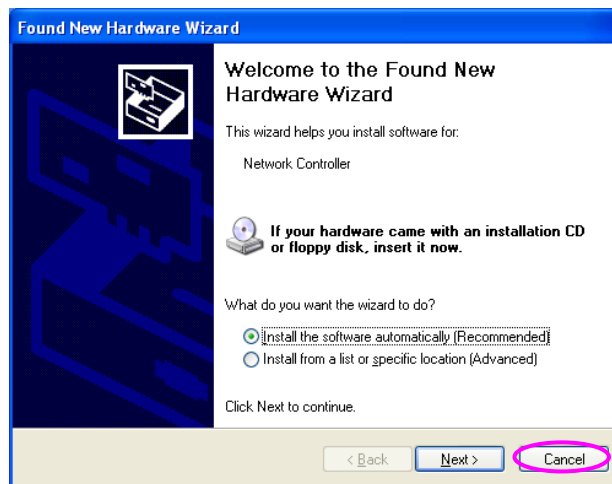 Found New Hardware Wizard
Welcome to the Found New
Hardware Wizard
This wizard helps you install software for:
Network Controller
If your hardware came with an installation CD
or floppy disk, insert it now.
What do you want the wizard to do?
Install the software automatically (Recommended)
Install from a list or specific location (Advanced)
Click Next to continue.
< Back Next > Cancel